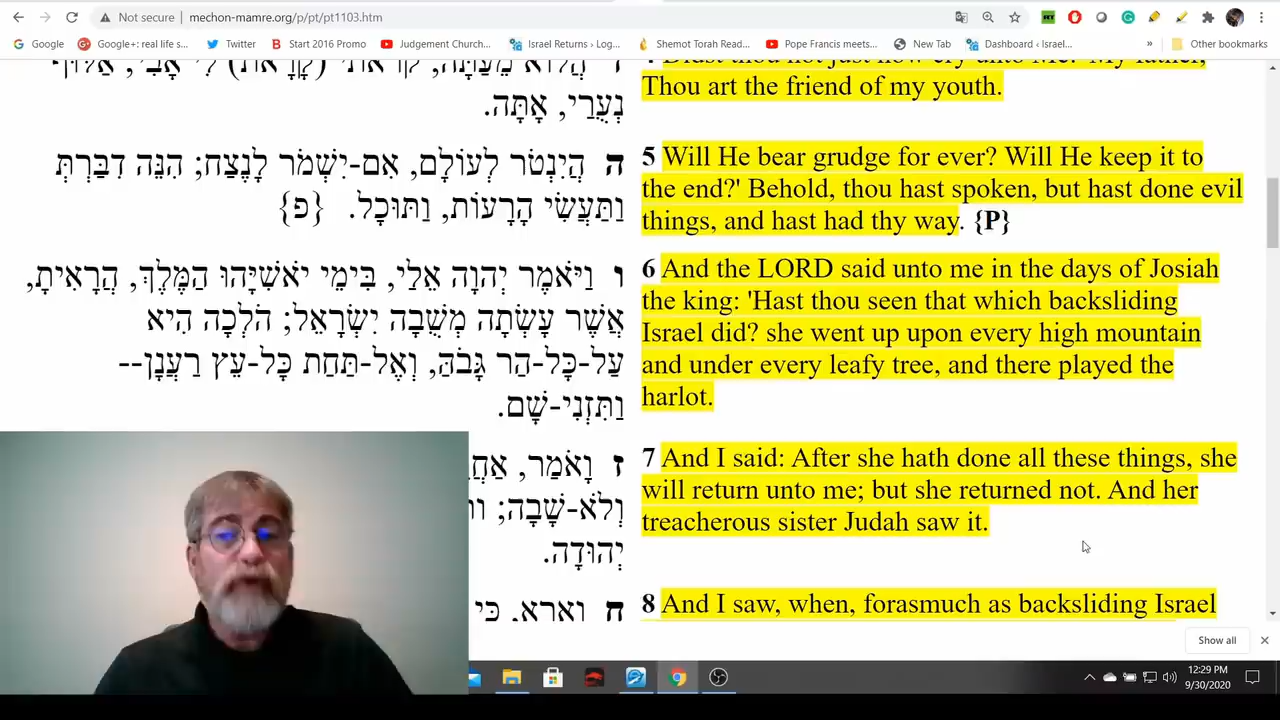 Not secure | mechon-mamre.org/p/pt/pt1103.htm
Google
Google+: real life s...
Twitter
Start 2016 Promo
Judgement Church...
Israel Returns › Log...
Shemot Torah Read...
Pope Francis meets...
New Tab
Dashboard ‹ Israel...
»
Other bookmarks
נְעֻרַי, אָתָּה.
ה הֲיִנְטֹר לְעוֹלָם, אִם-יִשְׁמֹר לָנֶצַח; הִנֵּה דִבַּרְתְּ
וַתַּעֲשִׂי הָרָעוֹת, וַתּוּכָל. {פ}
ו וַיֹּאמֶר יְהוָה אֵלַי, בִּימֵי יֹאשִׁיָּהוּ הַמֶּלֶךְ, הֲרָאִיתָ,
אֲשֶׁר עָשְׂתָה מְשֻׁבָה יִשְׂרָאֵל; הֹלְכָה הִיא
עַל-כָּל-הַר גָּבֹהַּ, וְאֶל-תַּחַת כָּל-עֵץ רַעֲנָן--
וַתִּזְנִי-שָׁם.
ז וָאֹמַר,
וְלֹא-שָׁבָה;
יְהוּדָה.
ח וָאֵרֶא, כִּי
Thou art the friend of my youth.
5 Will He bear grudge for ever? Will He keep it to
the end?' Behold, thou hast spoken, but hast done evil
things, and hast had thy way. {P}
6 And the LORD said unto me in the days of Josiah
the king: 'Hast thou seen that which backsliding
Israel did? she went up upon every high mountain
and under every leafy tree, and there played the
harlot.
7 And I said: After she hath done all these things, she
will return unto me; but she returned not. And her
treacherous sister Judah saw it.
8 And I saw, when, forasmuch as backsliding Israel
Show all
12:29 PM
9/30/2020